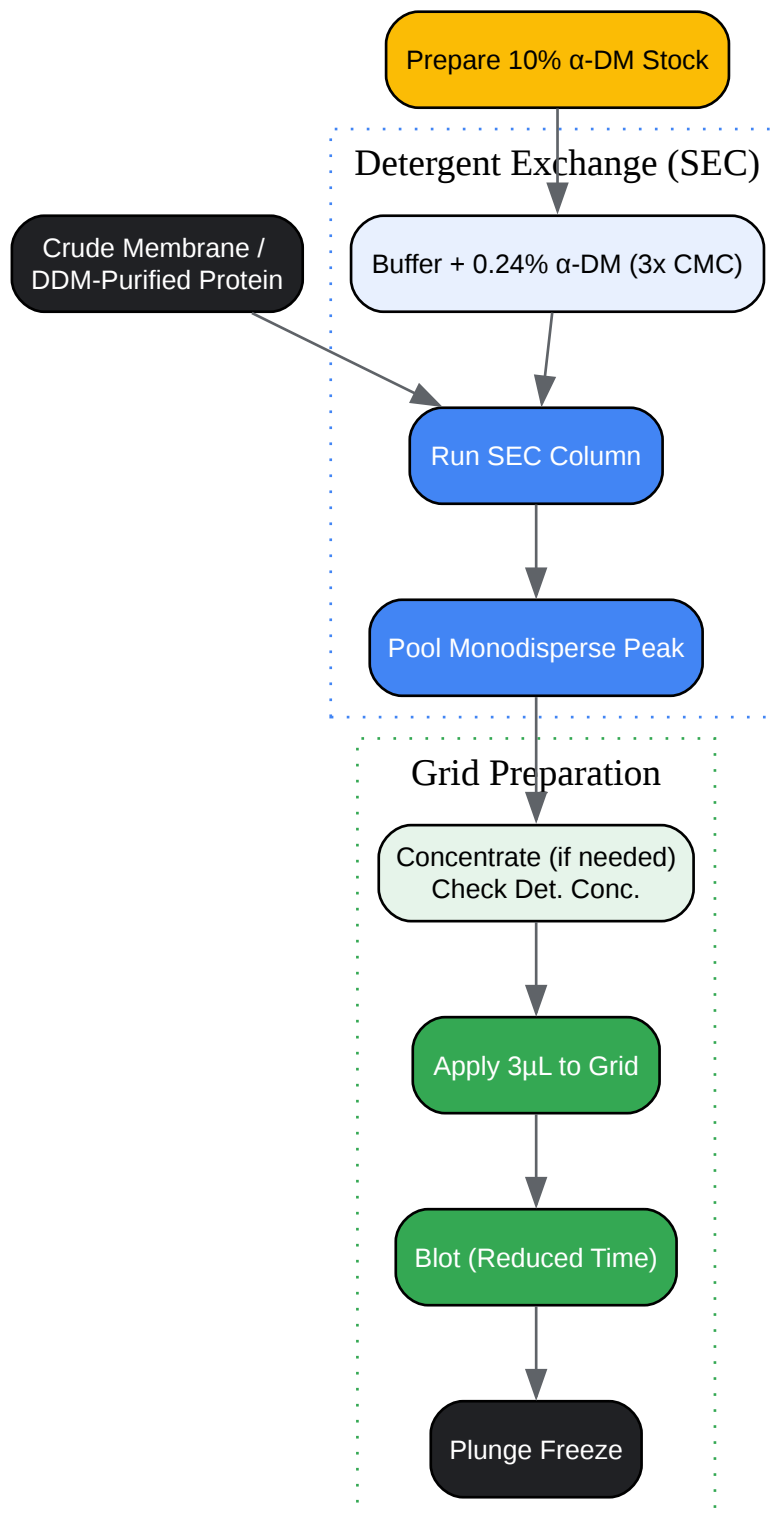 Prepare 10% α-DM Stock
Detergent Exchange (SEC)
Crude Membrane /
DDM-Purified Protein
Buffer + 0.24% α-DM (3x CMC)
Run SEC Column
Pool Monodisperse Peak
Grid Preparation
Concentrate (if needed)
Check Det. Conc.
Apply 3µL to Grid
Blot (Reduced Time)
Plunge Freeze